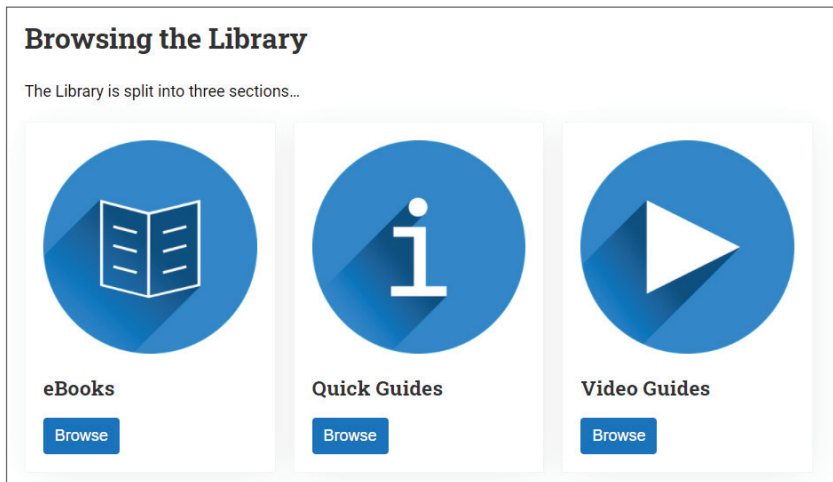 Browsing the Library
The Library is split into three sections…
eBooks
Quick Guides
Video Guides
Browse
Browse
Browse